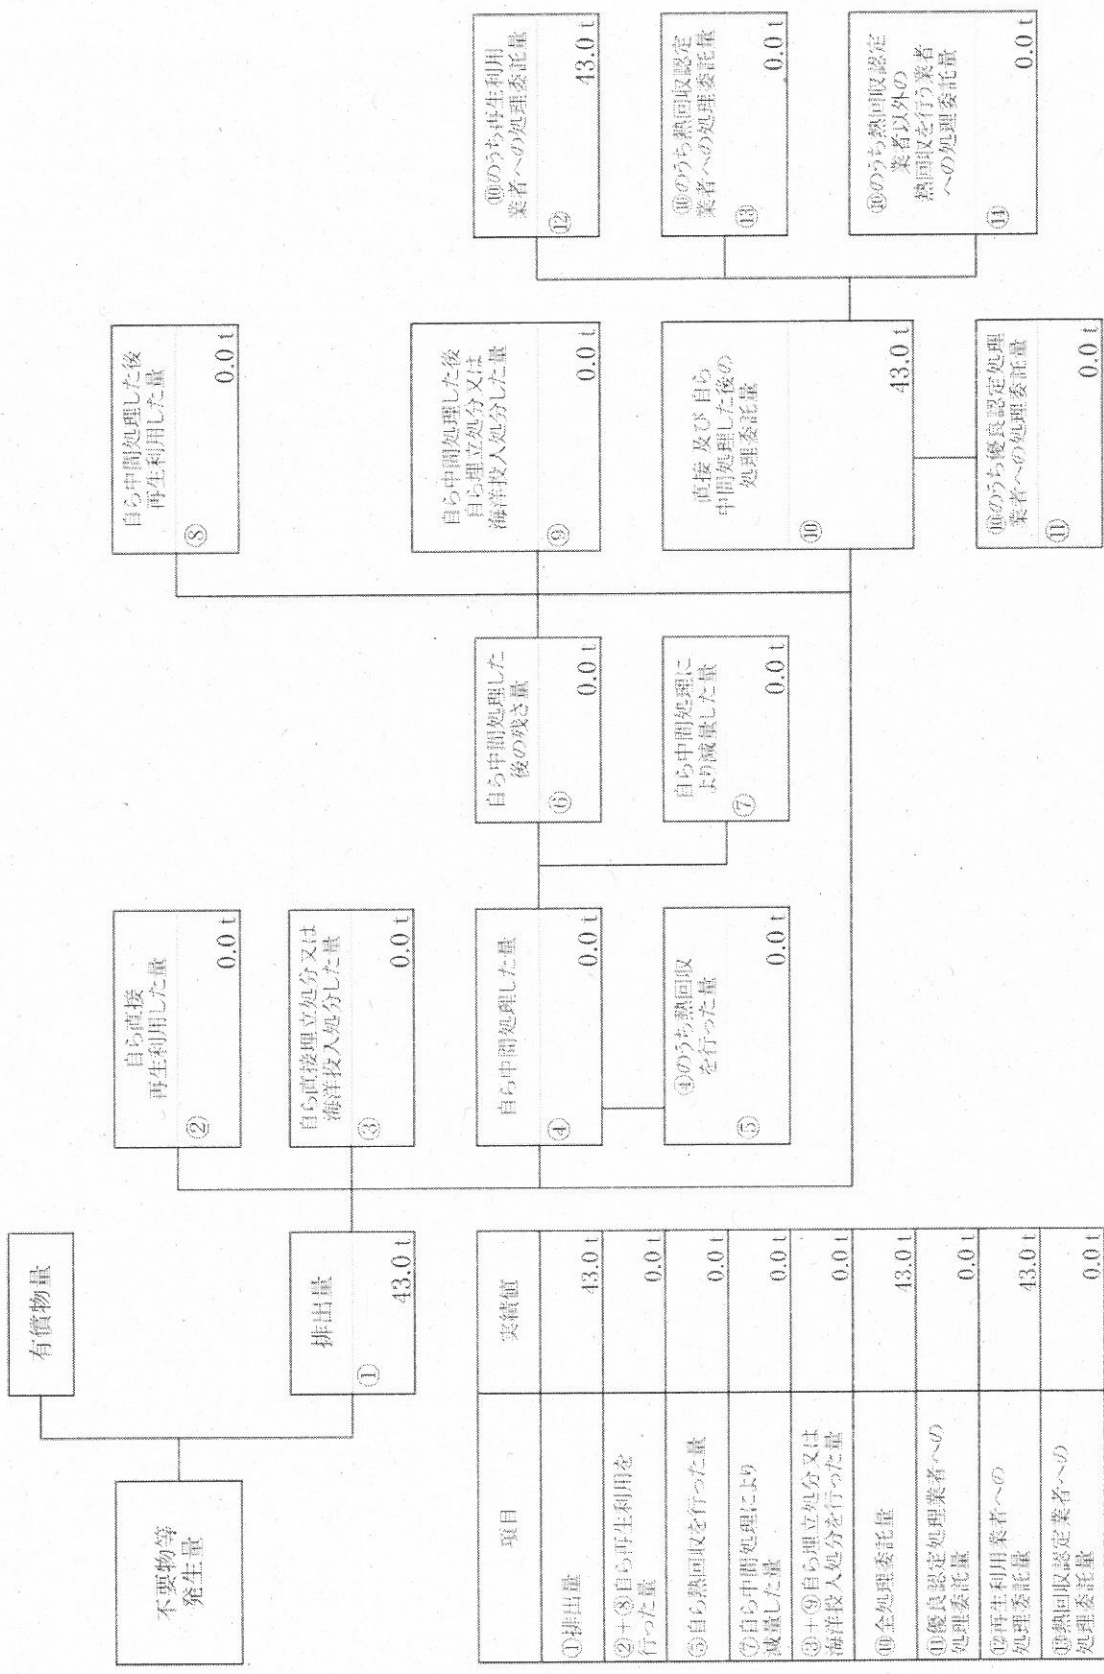 有償物量
不要物等
発生量
排出量
①
43.0 t
自ら直接
再生利用した量
②
0.0 t
自ら直接埋立処分又は
海洋投入処分した量
③
0.0 t
自ら中間処理した量
④
0.0 t
④のうち熱回収
を行った量
⑤
0.0 t
自ら中間処理した
後の残さ量
⑥
0.0 t
自ら中間処理に
より減量した量
⑦
0.0 t
自ら中間処理した後
再生利用した量
⑧
0.0 t
自ら中間処理した後
自ら埋立処分又は
海洋投入処分した量
⑨
0.0 t
直接 及び 自ら
中間処理した後の
処理委託量
⑩
43.0 t
⑩のうち優良認定処理
業者への処理委託量
⑪
0.0 t
⑩のうち再生利用
業者への処理委託量
⑫
43.0 t
⑩のうち熱回収認定
業者への処理委託量
⑬
0.0 t
⑩のうち熱回収認定
業者以外の
熱回収を行う業者
への処理委託量
⑭
0.0 t
項目
実績値
①排出量
43.0 t
②+⑧自ら再生利用を
行った量
0.0 t
⑤自ら熱回収を行った量
0.0 t
⑦自ら中間処理により
減量した量
0.0 t
③+⑨自ら埋立処分又は
海洋投入処分を行った量
0.0 t
⑩全処理委託量
43.0 t
⑪優良認定処理業者への
処理委託量
0.0 t
⑫再生利用業者への
処理委託量
43.0 t
⑬熱回収認定業者への
処理委託量
0.0 t